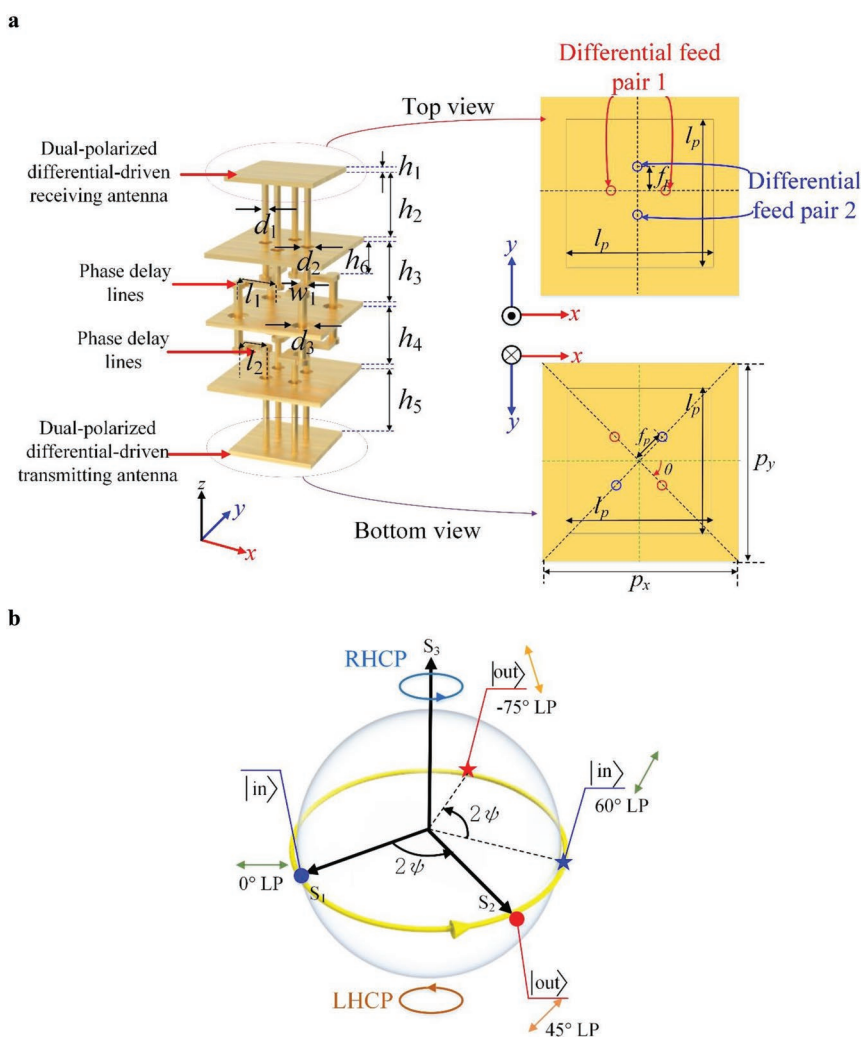 a
Differential feed
pair 1
Top view
Dual-polarized
differential-driven
receiving antenna
h1
h2
d1
d2
h6
h3
Phase delay
lines
l1
w1
d3
h4
Phase delay
lines
l2
h5
Dual-polarized
differential-driven
transmitting antenna
z
y
x
Bottom view
lp
fp
lp
Differential
feed pair 2
y
x
x
y
lp
fp
θ
lp
py
px
b
S3
RHCP
|out⟩
-75° LP
|in⟩
|in⟩
60° LP
2ψ
2ψ
0° LP
S1
S2
|out⟩
LHCP
45° LP